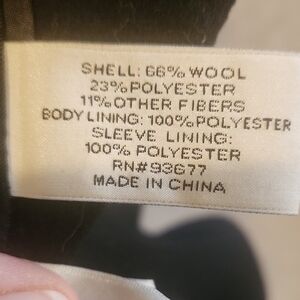 SHELL: 66% WOOL
23% POLYESTER
11% OTHER FIBERS
BODY LINING: 100% POLYESTER
SLEEVE LINING:
100% POLYESTER
RN#93677
MADE IN CHINA